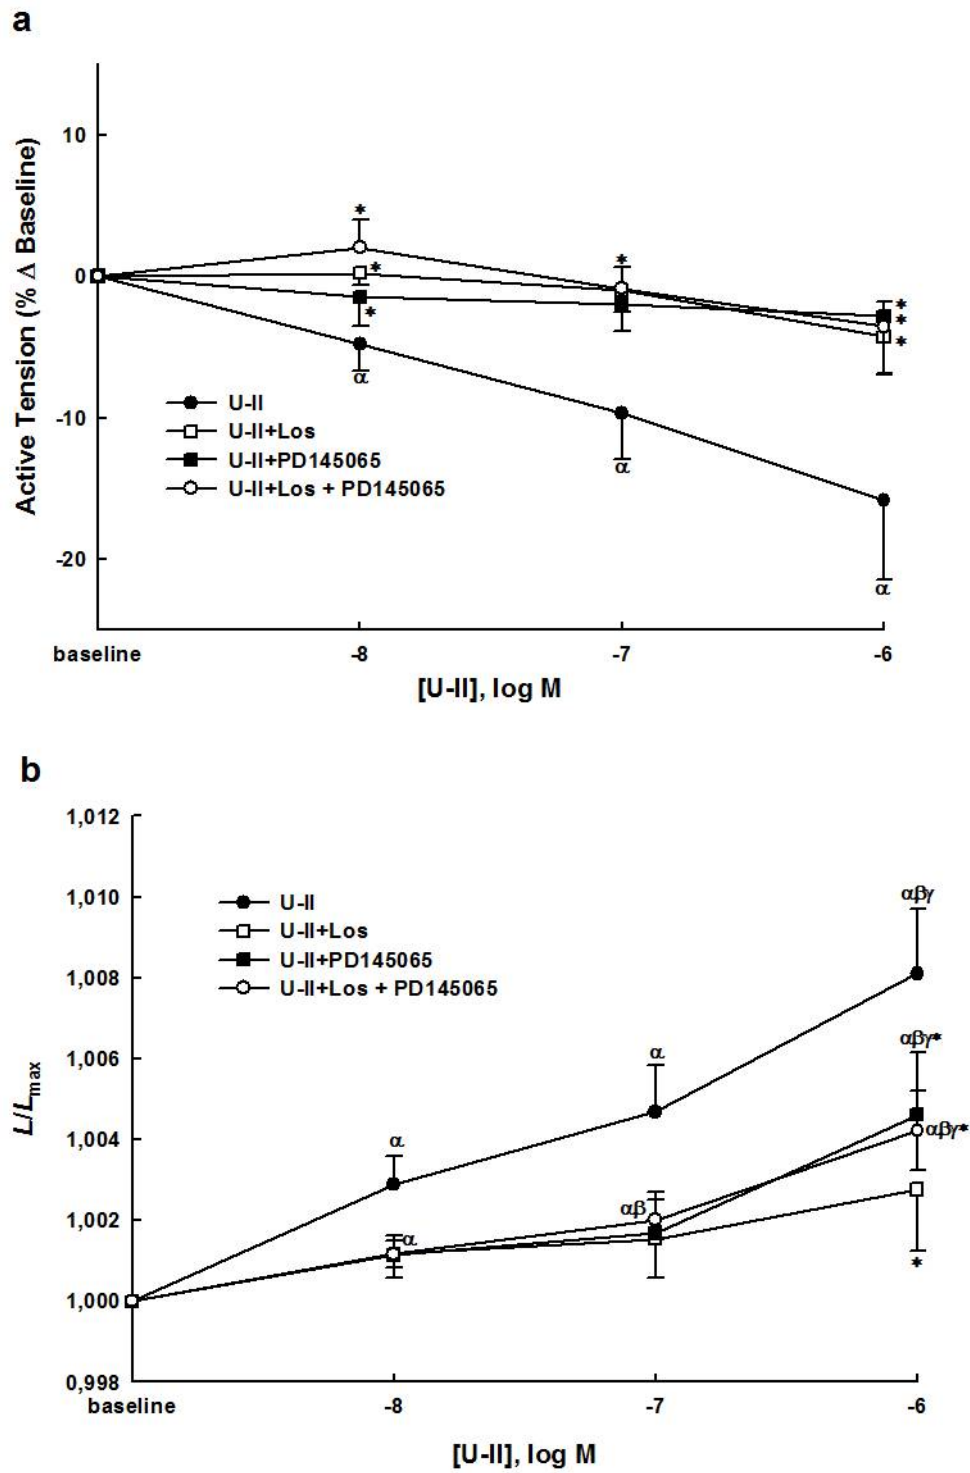 a
Active Tension (% Δ Baseline)
10
0
-10
-20
*
*
*
*
*
*
*
α
α
α
U-II
U-II+Los
U-II+PD145065
U-II+Los + PD145065
baseline
-8
-7
-6
[U-II], log M
b
L/Lmax
1,012
1,010
1,008
1,006
1,004
1,002
1,000
0,998
U-II
U-II+Los
U-II+PD145065
U-II+Los + PD145065
αβγ
α
αβγ*
α
αβγ*
αβ
α
*
baseline
-8
-7
-6
[U-II], log M